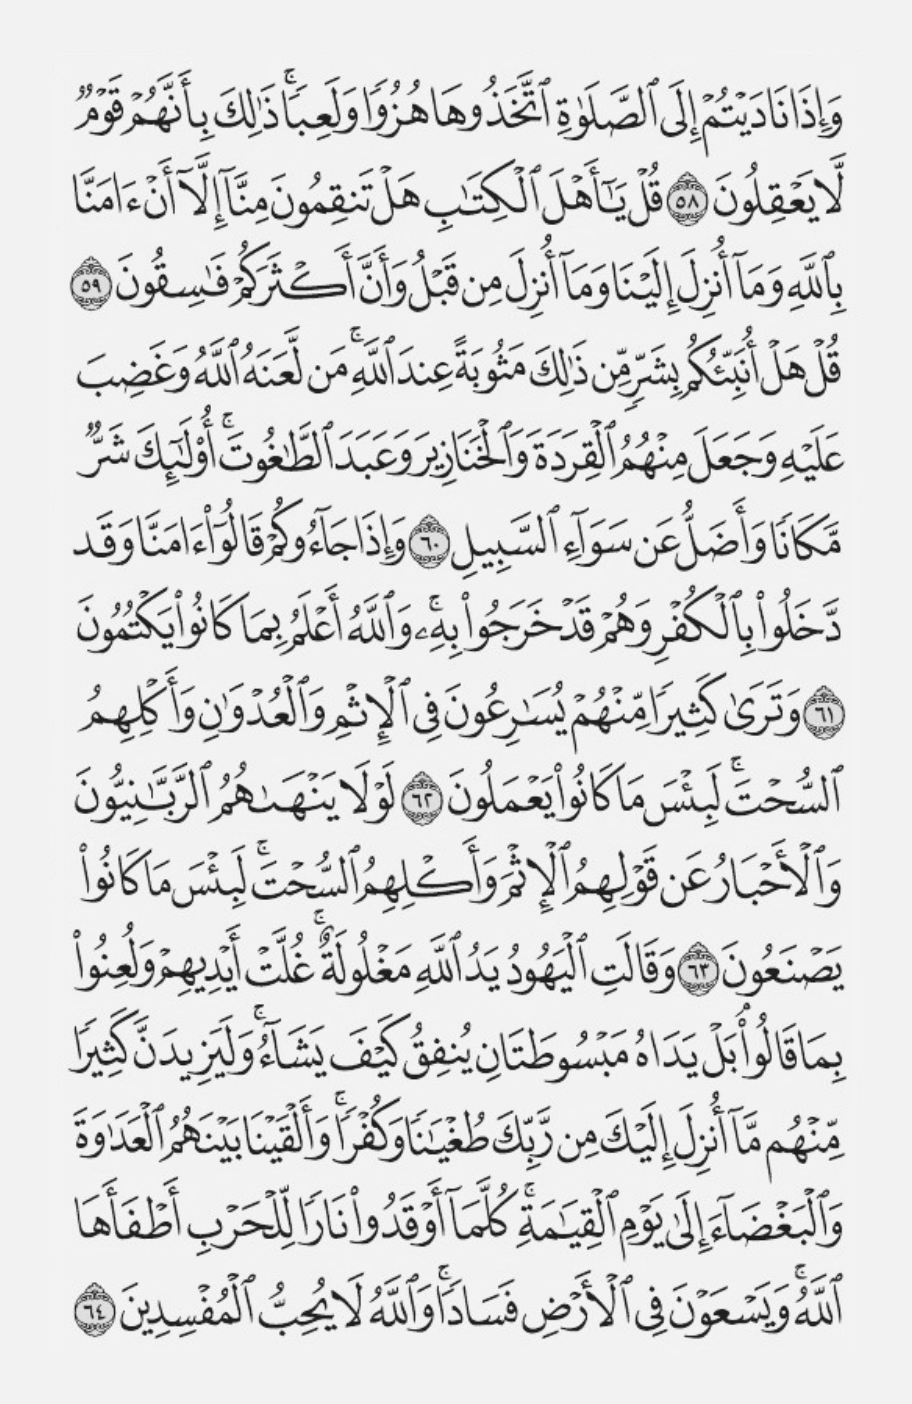 وَإِذَا نَادَيْتُمْ إِلَى ٱلصَّلَوٰةِ ٱتَّخَذُوهَا هُزُوًا وَلَعِبًا ۚ ذَٰلِكَ بِأَنَّهُمْ قَوْمٌ
لَّا يَعْقِلُونَ ٥٨ قُلْ يَـٰٓأَهْلَ ٱلْكِتَـٰبِ هَلْ تَنقِمُونَ مِنَّآ إِلَّآ أَنْ ءَامَنَّا
بِٱللَّهِ وَمَآ أُنزِلَ إِلَيْنَا وَمَآ أُنزِلَ مِن قَبْلُ وَأَنَّ أَكْثَرَكُمْ فَـٰسِقُونَ ٥٩
قُلْ هَلْ أُنَبِّئُكُم بِشَرٍّ مِّن ذَٰلِكَ مَثُوبَةً عِندَ ٱللَّهِ ۚ مَن لَّعَنَهُ ٱللَّهُ وَغَضِبَ
عَلَيْهِ وَجَعَلَ مِنْهُمُ ٱلْقِرَدَةَ وَٱلْخَنَازِيرَ وَعَبَدَ ٱلطَّـٰغُوتَ ۚ أُو۟لَـٰٓئِكَ شَرٌّ
مَّكَانًا وَأَضَلُّ عَن سَوَآءِ ٱلسَّبِيلِ ٦٠ وَإِذَا جَآءُوكُمْ قَالُوٓا۟ ءَامَنَّا وَقَد
دَّخَلُوا۟ بِٱلْكُفْرِ وَهُمْ قَدْ خَرَجُوا۟ بِهِۦ ۚ وَٱللَّهُ أَعْلَمُ بِمَا كَانُوا۟ يَكْتُمُونَ
٦١ وَتَرَىٰ كَثِيرًا مِّنْهُمْ يُسَـٰرِعُونَ فِى ٱلْإِثْمِ وَٱلْعُدْوَٰنِ وَأَكْلِهِمُ
ٱلسُّحْتَ ۚ لَبِئْسَ مَا كَانُوا۟ يَعْمَلُونَ ٦٢ لَوْلَا يَنْهَىٰهُمُ ٱلرَّبَّـٰنِيُّونَ
وَٱلْأَحْبَارُ عَن قَوْلِهِمُ ٱلْإِثْمَ وَأَكْلِهِمُ ٱلسُّحْتَ ۚ لَبِئْسَ مَا كَانُوا۟
يَصْنَعُونَ ٦٣ وَقَالَتِ ٱلْيَهُودُ يَدُ ٱللَّهِ مَغْلُولَةٌ ۚ غُلَّتْ أَيْدِيهِمْ وَلُعِنُوا۟
بِمَا قَالُوا۟ ۘ بَلْ يَدَاهُ مَبْسُوطَتَانِ يُنفِقُ كَيْفَ يَشَآءُ ۚ وَلَيَزِيدَنَّ كَثِيرًا
مِّنْهُم مَّآ أُنزِلَ إِلَيْكَ مِن رَّبِّكَ طُغْيَـٰنًا وَكُفْرًا ۚ وَأَلْقَيْنَا بَيْنَهُمُ ٱلْعَدَٰوَةَ
وَٱلْبَغْضَآءَ إِلَىٰ يَوْمِ ٱلْقِيَـٰمَةِ ۚ كُلَّمَآ أَوْقَدُوا۟ نَارًا لِّلْحَرْبِ أَطْفَأَهَا
ٱللَّهُ ۚ وَيَسْعَوْنَ فِى ٱلْأَرْضِ فَسَادًا ۚ وَٱللَّهُ لَا يُحِبُّ ٱلْمُفْسِدِينَ ٦٤